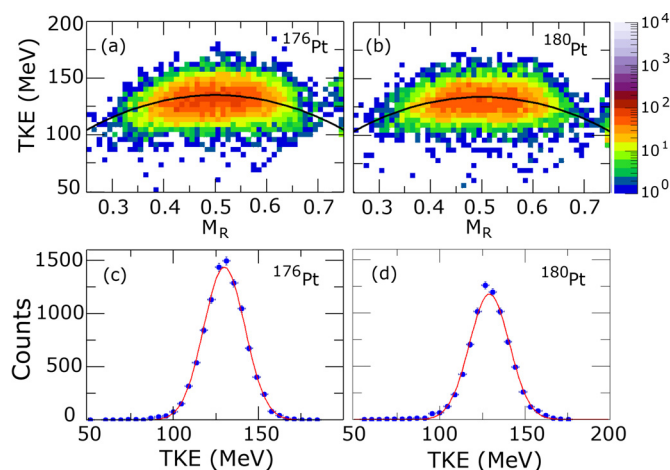 200
150
100
50
TKE (MeV)
(a)
176Pt
0.3 0.4 0.5 0.6 0.7
MR
(b)
180Pt
0.3 0.4 0.5 0.6 0.7
MR
10^4
10^3
10^2
10^1
10^0
1500
1000
500
0
Counts
(c)
176Pt
50 100 150
TKE (MeV)
(d)
180Pt
50 100 150 200
TKE (MeV)